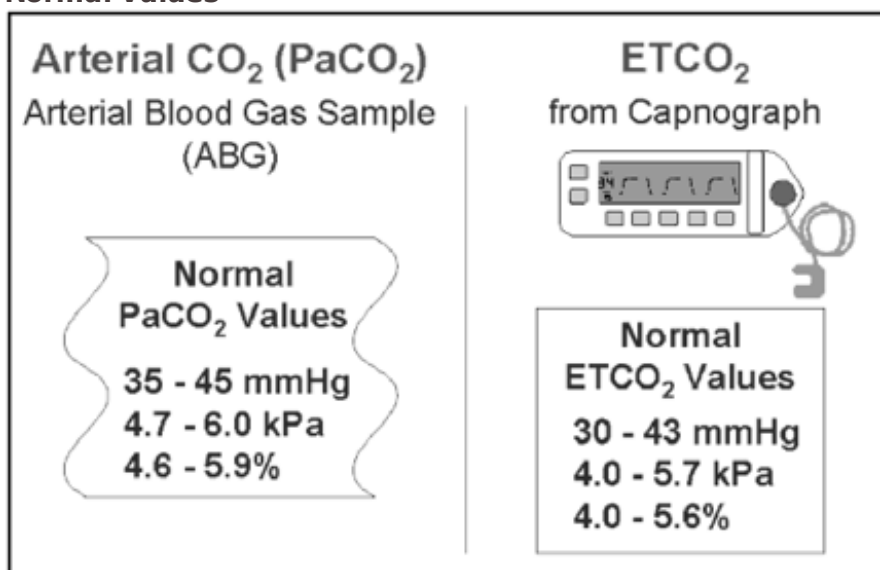 Normal Values
Arterial CO₂ (PaCO₂)
Arterial Blood Gas Sample
(ABG)
Normal
PaCO₂ Values
35 - 45 mmHg
4.7 - 6.0 kPa
4.6 - 5.9%
ETCO₂
from Capnograph
34
Normal
ETCO₂ Values
30 - 43 mmHg
4.0 - 5.7 kPa
4.0 - 5.6%